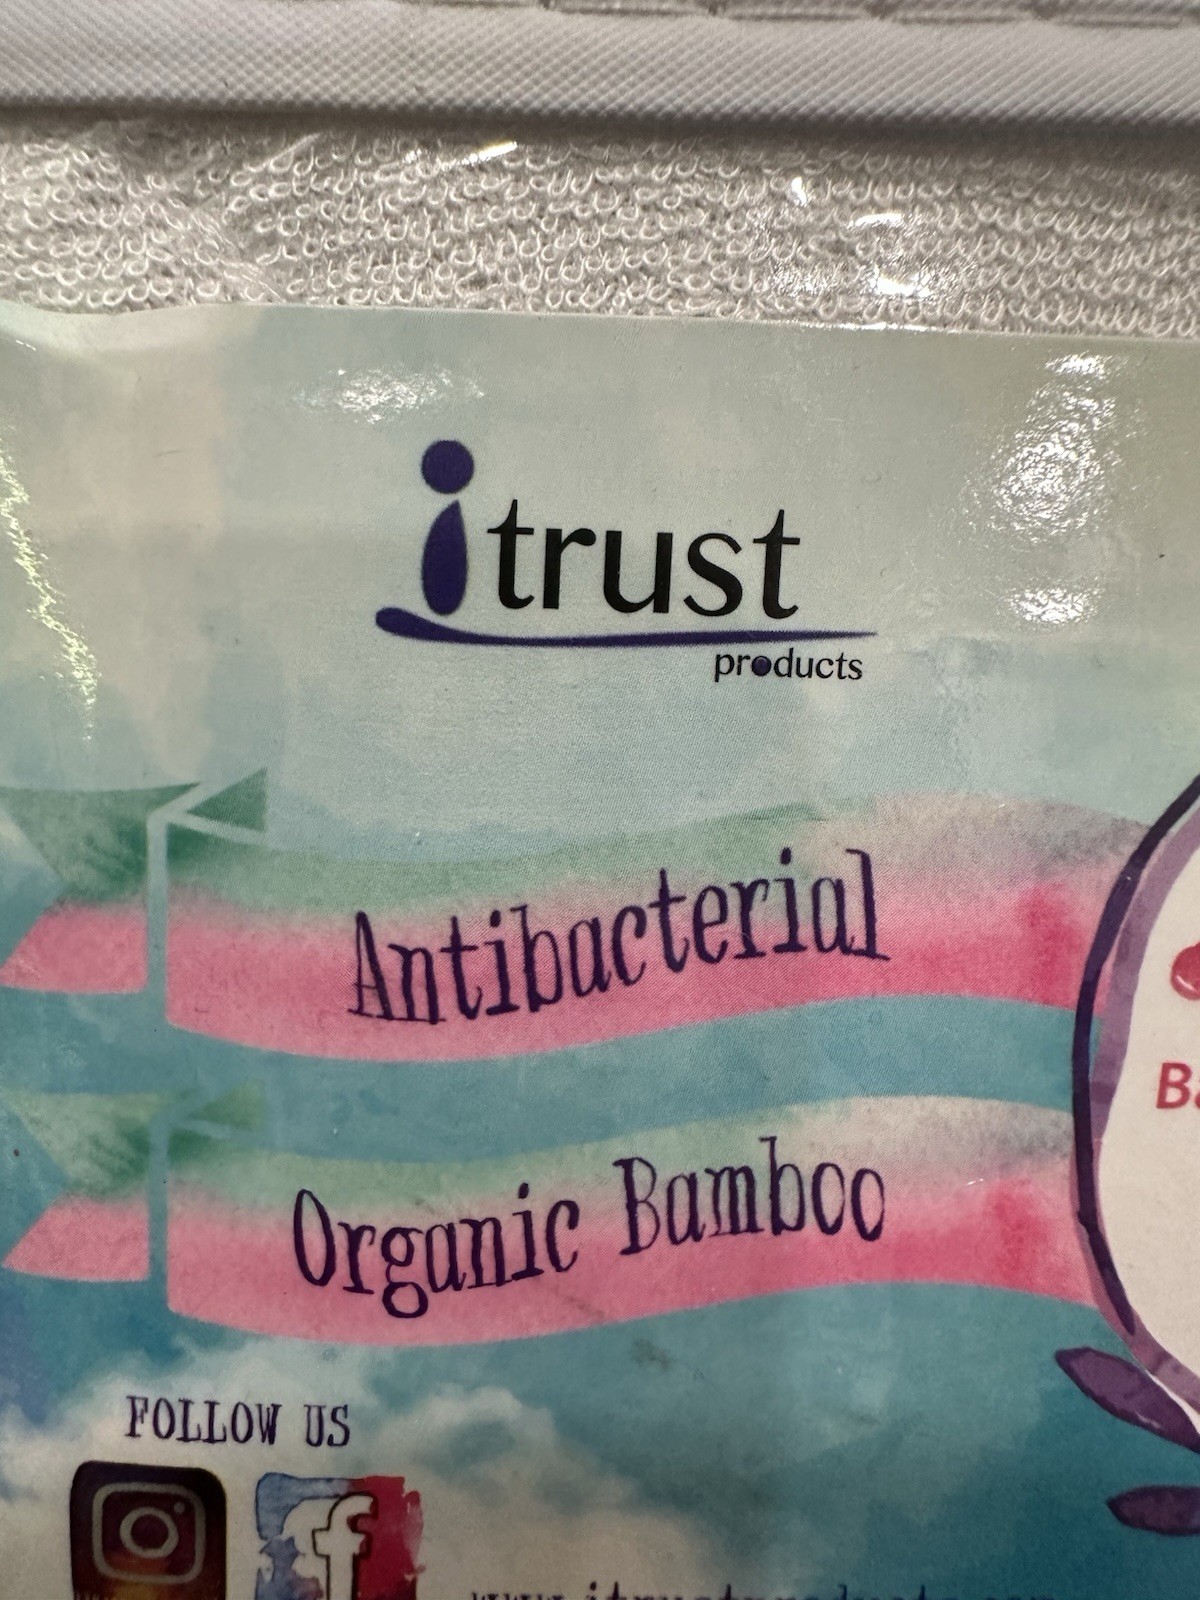 itrust
products
Antibacterial
Organic Bamboo
FOLLOW US